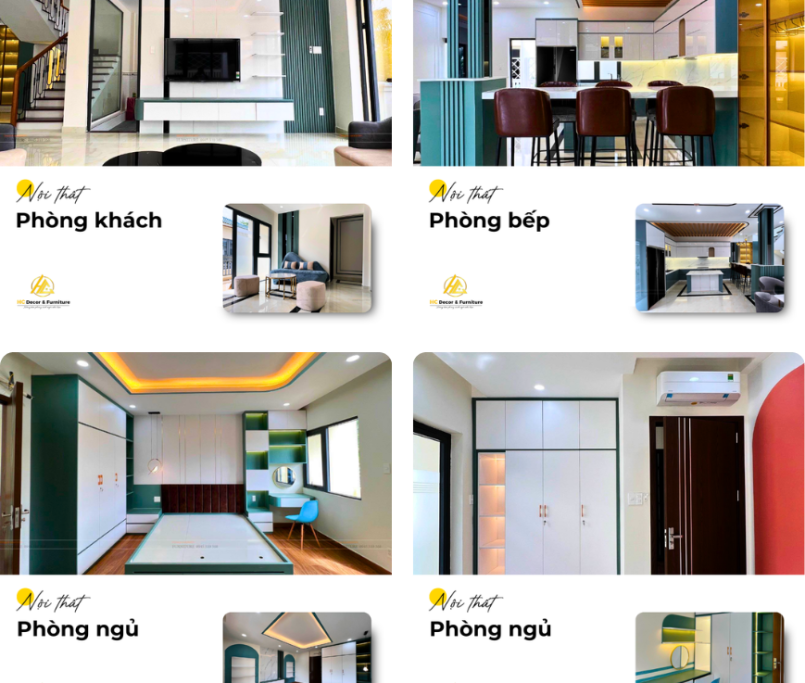 Nội thất
Phòng khách
HC Decor & Furniture
Nội thất
Phòng bếp
HC Decor & Furniture
Nội thất
Phòng ngủ
Nội thất
Phòng ngủ